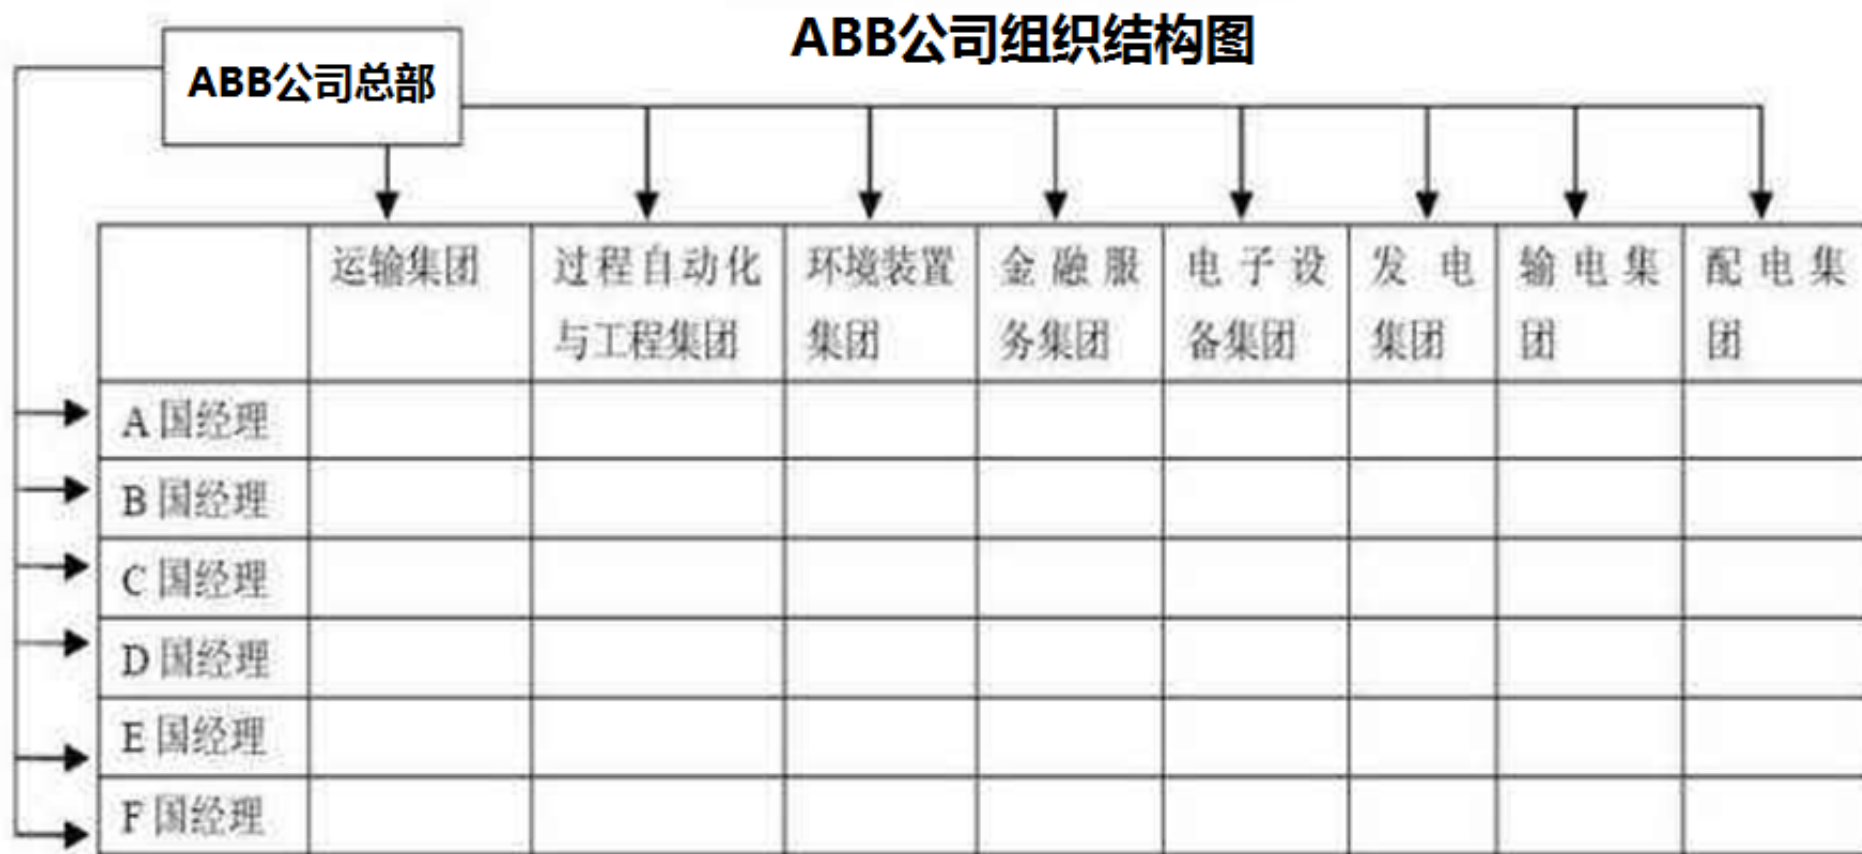 ABB公司组织结构图
ABB公司总部
运输集团
过程自动化
与工程集团
环境装置
集团
金融服
务集团
电子设
备集团
发电
集团
输电集
团
配电集
团
A国经理
B国经理
C国经理
D国经理
E国经理
F国经理